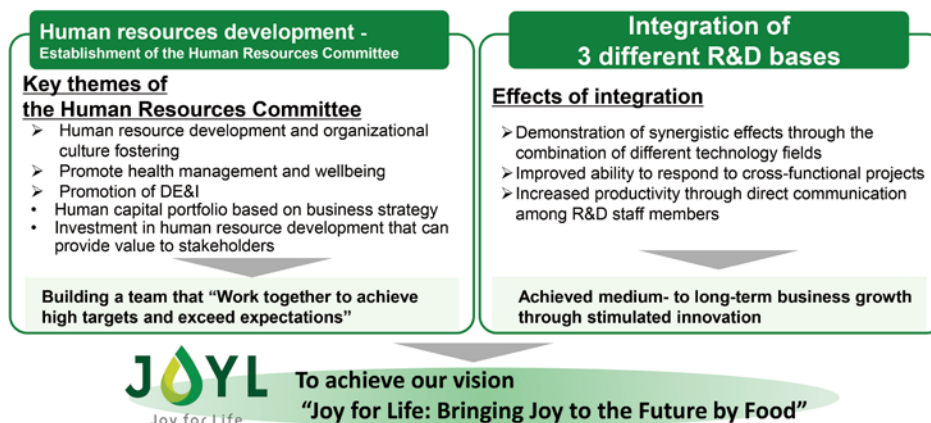 Human resources development -
Establishment of the Human Resources Committee
Key themes of
the Human Resources Committee
➢ Human resource development and organizational
culture fostering
➢ Promote health management and wellbeing
➢ Promotion of DE&I
• Human capital portfolio based on business strategy
• Investment in human resource development that can
provide value to stakeholders
Building a team that “Work together to achieve
high targets and exceed expectations”
Integration of
3 different R&D bases
Effects of integration
➢ Demonstration of synergistic effects through the
combination of different technology fields
➢ Improved ability to respond to cross-functional projects
➢ Increased productivity through direct communication
among R&D staff members
Achieved medium- to long-term business growth
through stimulated innovation
JOYL
Joy for Life
To achieve our vision
“Joy for Life: Bringing Joy to the Future by Food”